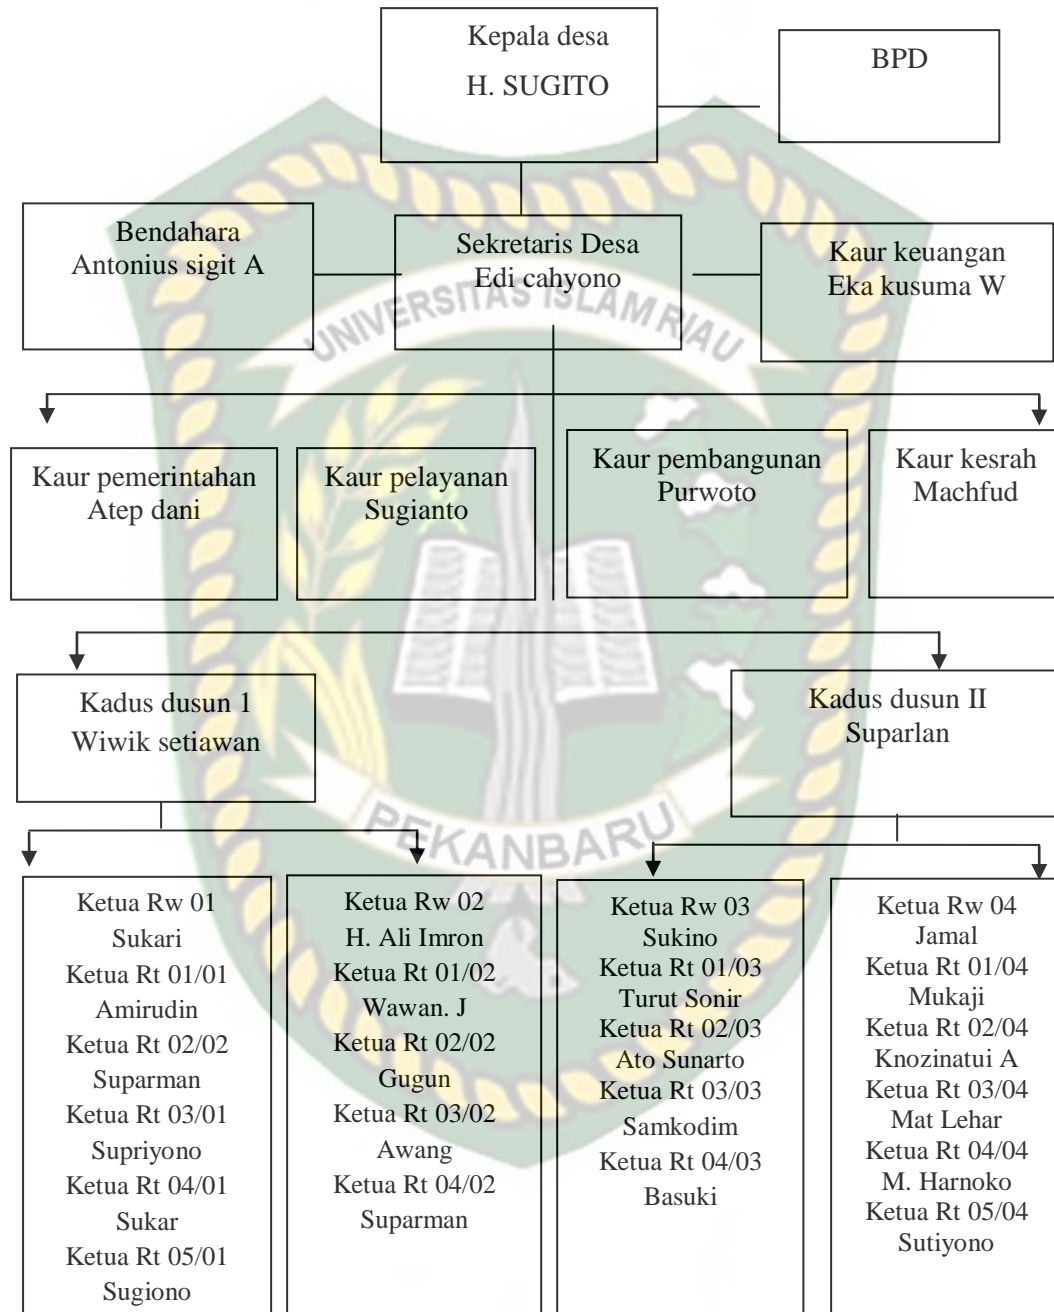 Kepala desa
H. SUGITO
BPD
Bendahara
Antonius sigit A
Sekretaris Desa
Edi cahyono
Kaur keuangan
Eka kusuma W
UNIVERSITAS ISLAM RIAU
Kaur pemerintahan
Atep dani
Kaur pelayanan
Sugianto
Kaur pembangunan
Purwoto
Kaur kesrah
Machfud
Kadus dusun 1
Wiwik setiawan
Kadus dusun II
Suparlan
PEKANBARU
Ketua Rw 01
Sukari
Ketua Rt 01/01
Amirudin
Ketua Rt 02/02
Suparman
Ketua Rt 03/01
Supriyono
Ketua Rt 04/01
Sukar
Ketua Rt 05/01
Sugiono
Ketua Rw 02
H. Ali Imron
Ketua Rt 01/02
Wawan. J
Ketua Rt 02/02
Gugun
Ketua Rt 03/02
Awang
Ketua Rt 04/02
Suparman
Ketua Rw 03
Sukino
Ketua Rt 01/03
Turut Sonir
Ketua Rt 02/03
Ato Sunarto
Ketua Rt 03/03
Samkodim
Ketua Rt 04/03
Basuki
Ketua Rw 04
Jamal
Ketua Rt 01/04
Mukaji
Ketua Rt 02/04
Knozinatui A
Ketua Rt 03/04
Mat Lehar
Ketua Rt 04/04
M. Harnoko
Ketua Rt 05/04
Sutiyono